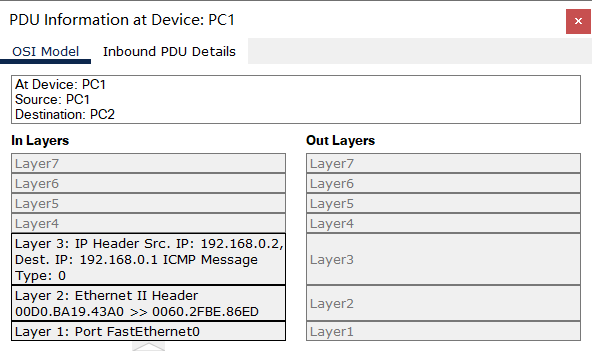 PDU Information at Device: PC1
×
OSI Model
Inbound PDU Details
At Device: PC1
Source: PC1
Destination: PC2
In Layers
Layer7
Layer6
Layer5
Layer4
Layer 3: IP Header Src. IP: 192.168.0.2,
Dest. IP: 192.168.0.1 ICMP Message
Type: 0
Layer 2: Ethernet II Header
00D0.BA19.43A0 >> 0060.2FBE.86ED
Layer 1: Port FastEthernet0
Out Layers
Layer7
Layer6
Layer5
Layer4
Layer3
Layer2
Layer1